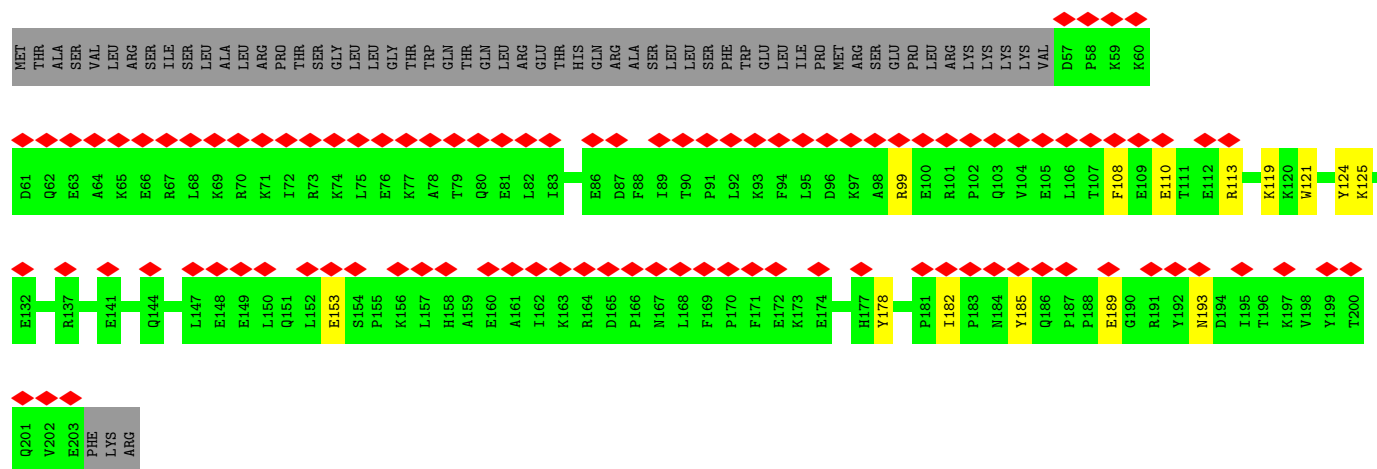 MET THR ALA SER VAL LEU ARG SER ILE SER LEU ALA LEU ARG PRO THR SER GLY LEU LEU GLY THR TRP GLN THR GLN LEU ARG GLU THR HIS GLN ARG ALA SER LEU LEU SER PHE TRP GLU LEU ILE PRO MET ARG SER GLU PRO LEU ARG LYS LYS LYS LYS VAL D57 P58 K59 K60
D61 Q62 E63 A64 K65 E66 R67 L68 K69 R70 K71 I72 R73 K74 L75 E76 K77 A78 T79 Q80 E81 L82 I83 E86 D87 F88 I89 T90 P91 L92 K93 F94 L95 D96 K97 A98 R99 E100 R101 P102 Q103 V104 E105 L106 T107 F108 E109 E110 T111 E112 R113 K119 K120 W121 Y124 K125
E132 R137 E141 Q144 L147 E148 E149 L150 Q151 L152 E153 S154 P155 K156 L157 H158 A159 E160 A161 I162 K163 R164 D165 P166 N167 L168 F169 P170 F171 E172 K173 E174 H177 Y178 P181 I182 P183 N184 Y185 Q186 P187 P188 E189 G190 R191 Y192 N193 D194 I195 T196 K197 V198 Y199 T200
Q201 V202 E203 PHE LYS ARG